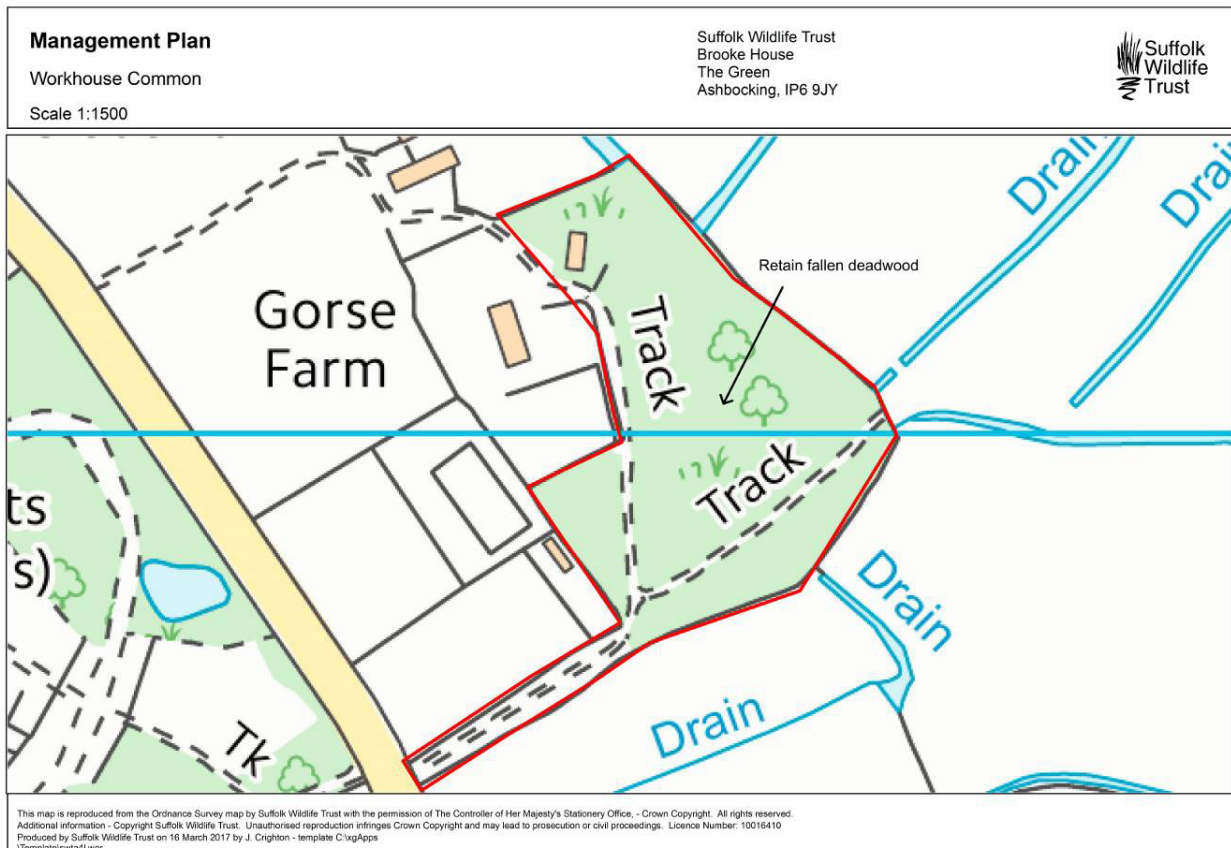 Management Plan
Workhouse Common
Scale 1:1500
Suffolk Wildlife Trust
Brooke House
The Green
Ashbocking, IP6 9JY
Suffolk
Wildlife
Trust
Drain
Drain
Retain fallen deadwood
Gorse
Farm
Track
Track
ts
s)
Drain
Drain
Tk
This map is reproduced from the Ordnance Survey map by Suffolk Wildlife Trust with the permission of The Controller of Her Majesty's Stationery Office, - Crown Copyright. All rights reserved.
Additional information - Copyright Suffolk Wildlife Trust. Unauthorised reproduction infringes Crown Copyright and may lead to prosecution or civil proceedings. Licence Number: 10016410
Produced by Suffolk Wildlife Trust on 16 March 2017 by J. Crighton - template C:\xgApps